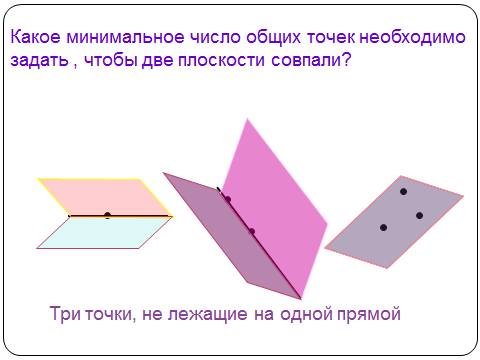 Какое минимальное число общих точек необходимо
задать , чтобы две плоскости совпали?
Три точки, не лежащие на одной прямой